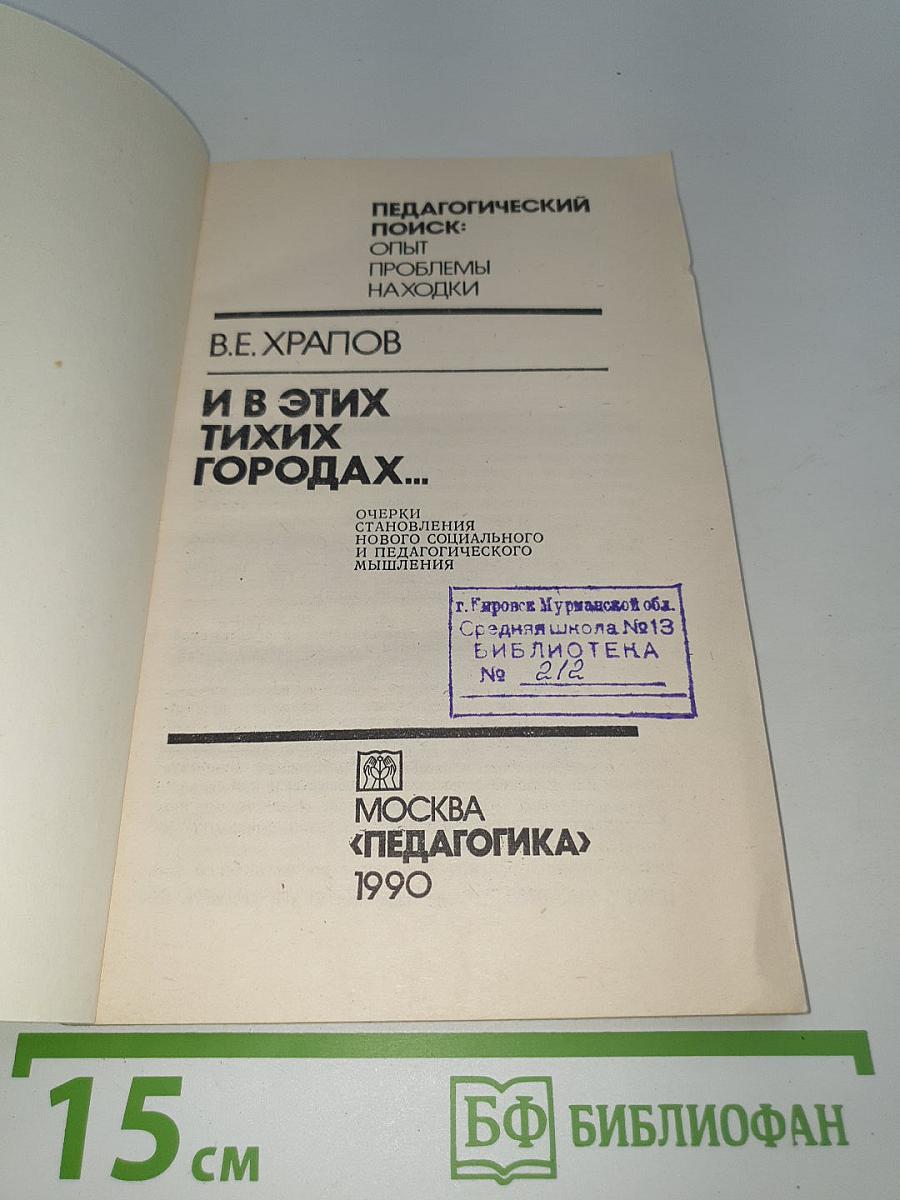 ПЕДАГОГИЧЕСКИЙ
ПОИСК:
ОПЫТ
ПРОБЛЕМЫ
НАХОДКИ
В.Е. ХРАПОВ
И В ЭТИХ
ТИХИХ
ГОРОДАХ...
ОЧЕРКИ
СТАНОВЛЕНИЯ
НОВОГО СОЦИАЛЬНОГО
И ПЕДАГОГИЧЕСКОГО
МЫШЛЕНИЯ
г. Кировск Мурманской обл.
Средняя школа №13
БИБЛИОТЕКА
№ 212
МОСКВА
«ПЕДАГОГИКА»
1990
15 см
БФ БИБЛИОФАН